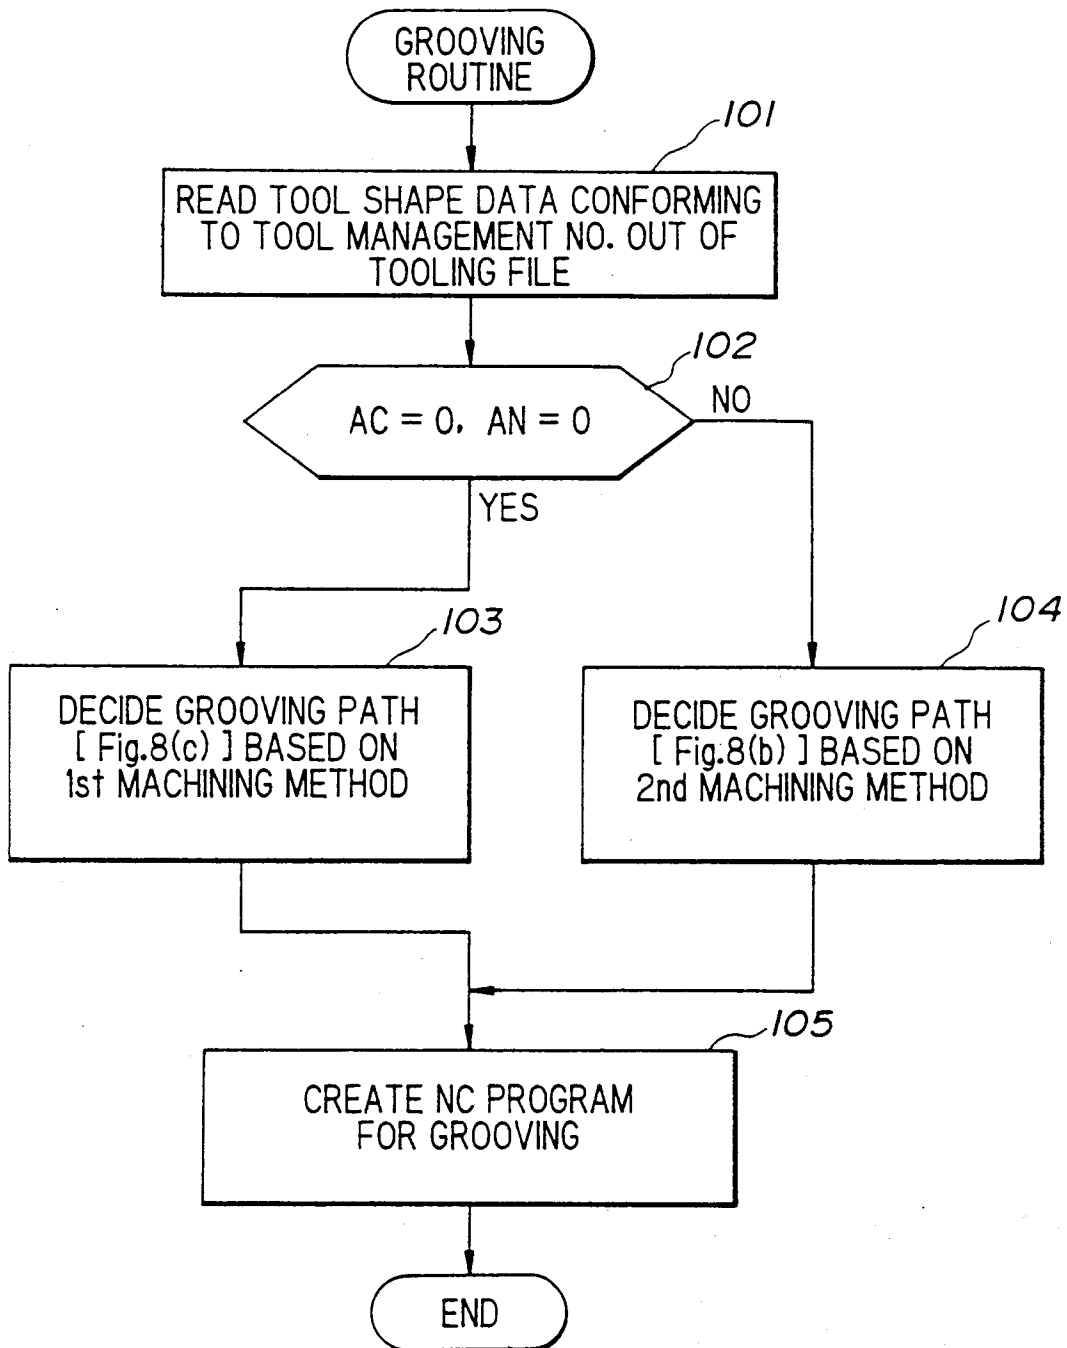 GROOVING
ROUTINE
101
READ TOOL SHAPE DATA CONFORMING
TO TOOL MANAGEMENT NO. OUT OF
TOOLING FILE
102
AC = 0, AN = 0
NO
YES
103
DECIDE GROOVING PATH
[ Fig.8(c) ] BASED ON
1st MACHINING METHOD
104
DECIDE GROOVING PATH
[ Fig.8(b) ] BASED ON
2nd MACHINING METHOD
105
CREATE NC PROGRAM
FOR GROOVING
END